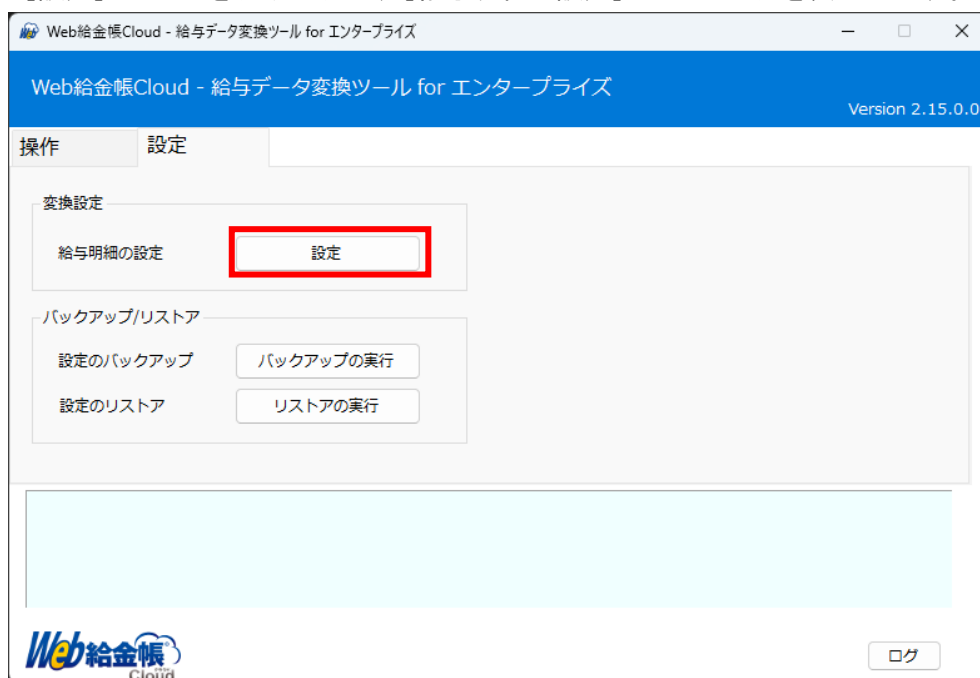 Web給金帳Cloud - 給与データ変換ツール for エンタープライズ
Web給金帳Cloud - 給与データ変換ツール for エンタープライズ
Version 2.15.0.0
操作 設定
変換設定
給与明細の設定 設定
バックアップ/リストア
設定のバックアップ バックアップの実行
設定のリストア リストアの実行
Web給金帳
Cloud
ログ